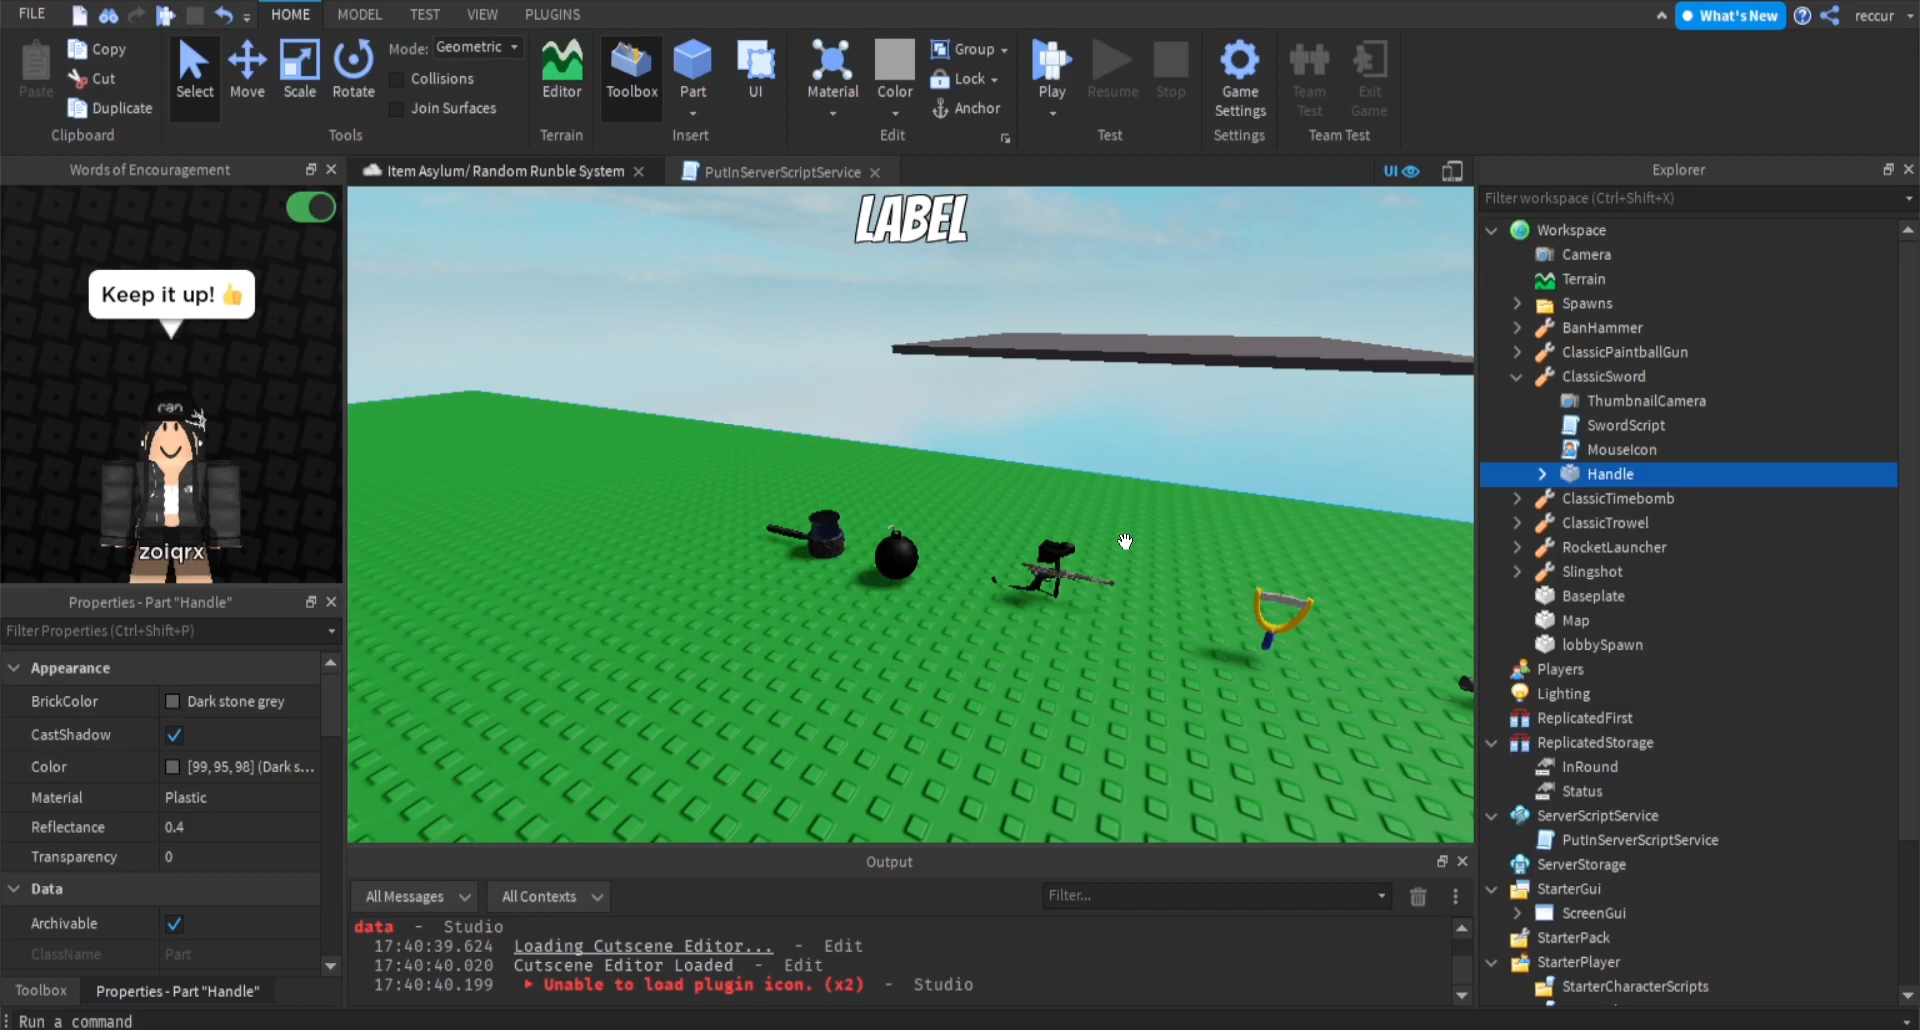 FILE
HOME
MODEL
TEST
VIEW
PLUGINS
What's New
reccur
Paste
Copy
Cut
Duplicate
Clipboard
Select
Move
Scale
Rotate
Mode: Geometric
Collisions
Join Surfaces
Tools
Editor
Terrain
Toolbox
Part
UI
Insert
Material
Color
Group
Lock
Anchor
Edit
Play
Resume
Stop
Test
Game
Settings
Settings
Team
Test
Exit
Game
Team Test
Words of Encouragement
Keep it up! 👍
can
zoiqrx
Properties - Part "Handle"
Filter Properties (Ctrl+Shift+P)
Appearance
BrickColor Dark stone grey
CastShadow
Color [99, 95, 98] (Dark s...
Material Plastic
Reflectance 0.4
Transparency 0
Data
Archivable
ClassName Part
Toolbox
Properties - Part "Handle"
Run a command
Item Asylum/ Random Runble System
PutInServerScriptService
UI
LABEL
Output
All Messages
All Contexts
Filter...
data - Studio
17:40:39.624 Loading Cutscene Editor... - Edit
17:40:40.020 Cutscene Editor Loaded - Edit
17:40:40.199 Unable to load plugin icon. (x2) - Studio
Explorer
Filter workspace (Ctrl+Shift+X)
Workspace
Camera
Terrain
Spawns
BanHammer
ClassicPaintballGun
ClassicSword
ThumbnailCamera
SwordScript
MouseIcon
Handle
ClassicTimebomb
ClassicTrowel
RocketLauncher
Slingshot
Baseplate
Map
lobbySpawn
Players
Lighting
ReplicatedFirst
ReplicatedStorage
InRound
Status
ServerScriptService
PutInServerScriptService
ServerStorage
StarterGui
ScreenGui
StarterPack
StarterPlayer
StarterCharacterScripts